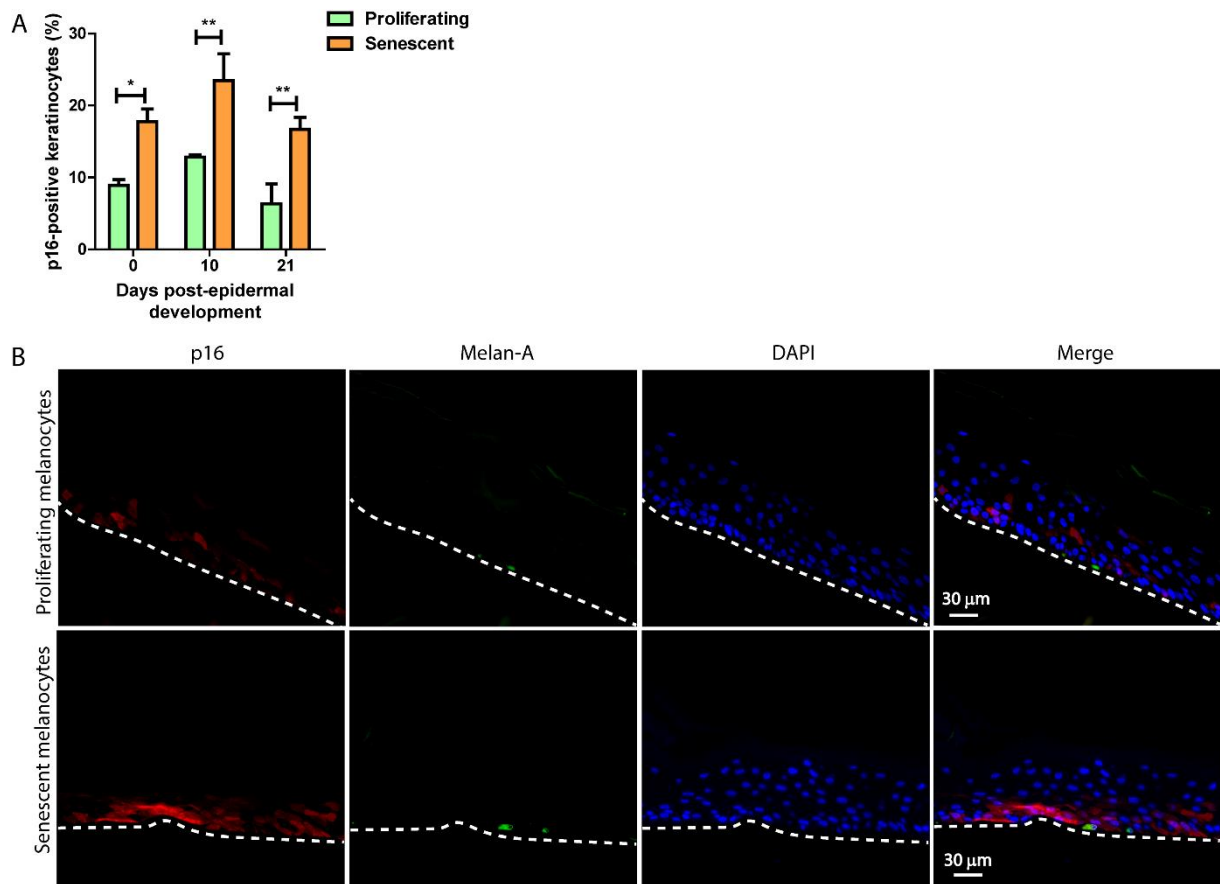 A
p16-positive keratinocytes (%)
30
20
10
0
*
**
**
Proliferating
Senescent
0 10 21
Days post-epidermal
development
B
p16 Melan-A DAPI Merge
Proliferating melanocytes
30 μm
Senescent melanocytes
30 μm